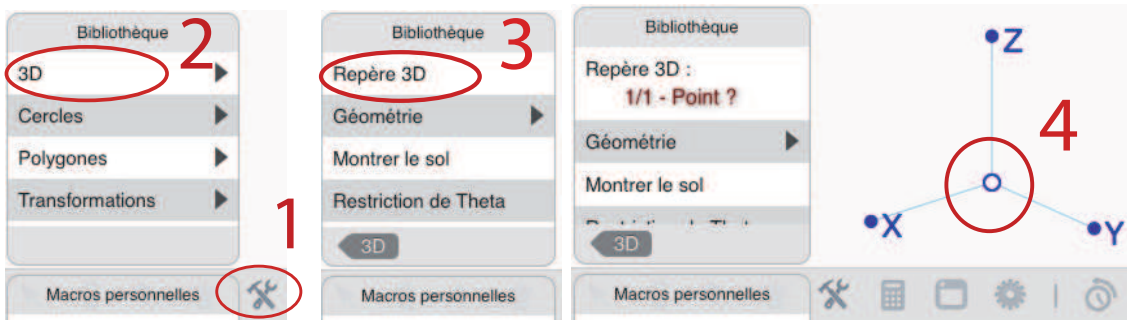 Bibliothèque
2
3D
Cercles
Polygones
Transformations
1
Macros personnelles
Bibliothèque
3
Repère 3D
Géométrie
Montrer le sol
Restriction de Theta
3D
Macros personnelles
Bibliothèque
Repère 3D :
1/1 - Point ?
Géométrie
Montrer le sol
3D
Macros personnelles
Z
4
X
Y